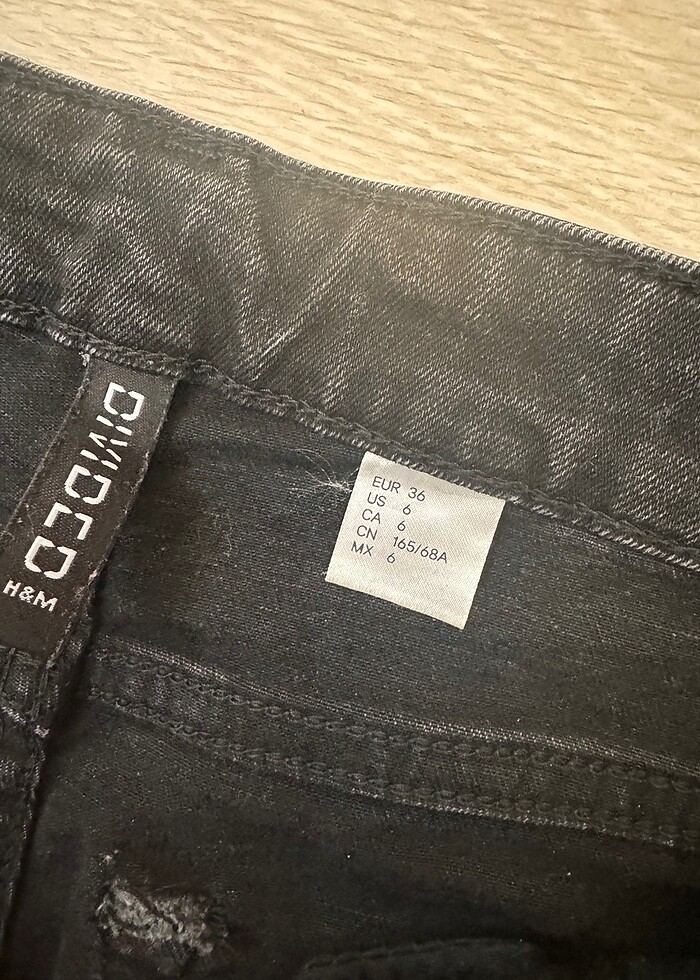 DIVIDED
H&M
EUR 36
US 6
CA 6
CN 165/68A
MX 6